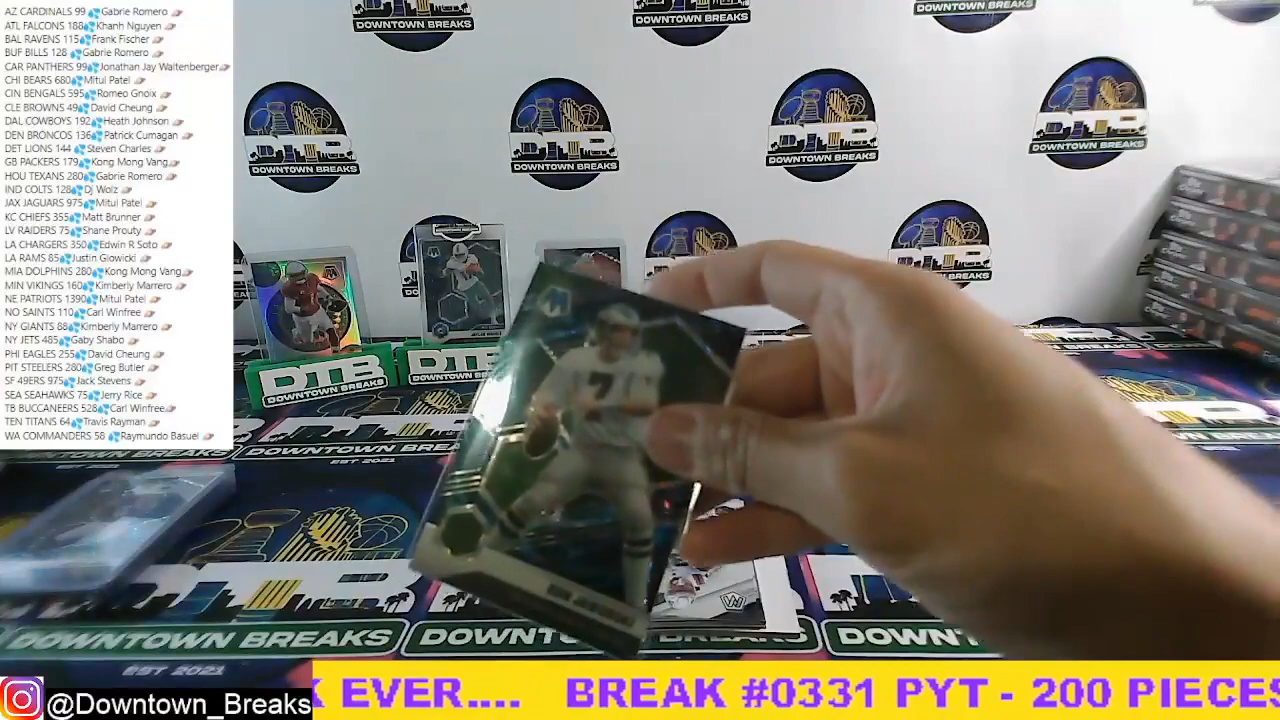 AZ CARDINALS 99 Gabrie Romero
ATL FALCONS 188 Khanh Nguyen
BAL RAVENS 115 Frank Fischer
BUF BILLS 128 Gabrie Romero
CAR PANTHERS 99 Jonathan Jay Waltenberger
CHI BEARS 680 Mitul Patel
CIN BENGALS 595 Romeo Gnoix
CLE BROWNS 49 David Cheung
DAL COWBOYS 192 Heath Johnson
DEN BRONCOS 136 Patrick Cumagan
DET LIONS 144 Steven Charles
GB PACKERS 179 Kong Mong Vang
HOU TEXANS 280 Gabrie Romero
IND COLTS 128 Dj Wolz
JAX JAGUARS 975 Mitul Patel
KC CHIEFS 355 Matt Brunner
LV RAIDERS 75 Shane Prouty
LA CHARGERS 350 Edwin R Soto
LA RAMS 85 Justin Glowicki
MIA DOLPHINS 280 Kong Mong Vang
MIN VIKINGS 160 Kimberly Marrero
NE PATRIOTS 1390 Mitul Patel
NO SAINTS 110 Carl Winfree
NY GIANTS 88 Kimberly Marrero
NY JETS 485 Gaby Shabo
PHI EAGLES 255 David Cheung
PIT STEELERS 280 Greg Butler
SF 49ERS 975 Jack Stevens
SEA SEAHAWKS 75 Jerry Rice
TB BUCCANEERS 528 Carl Winfree
TEN TITANS 64 Travis Rayman
WA COMMANDERS 58 Raymundo Basuel
DOWNTOWN BREAKS
DOWNTOWN BREAKS
DOWNTOWN BREAKS
DTB
DOWNTOWN BREAKS
DTB
DOWNTOWN BREAKS
DTB
DOWNTOWN BREAKS
DTB
DOWNTOWN BREAKS
DTB
DOWNTOWN BREAKS
DTB
DOWNTOWN
7
DOWNTOWN BREAKS
EST 2021
DTB
DOWNTOWN BREAKS
EST 2021
@Downtown_Breaks
K EVER.... BREAK #0331 PYT - 200 PIECES